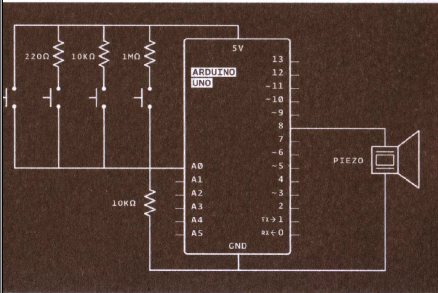 5V
220Ω 10KΩ 1MΩ
ARDUINO
UNO
13
12
~11
~10
~9
8
7
~6
~5
4
~3
2
TX→1
RX←0
A0
A1
A2
A3
A4
A5
10KΩ
GND
PIEZO